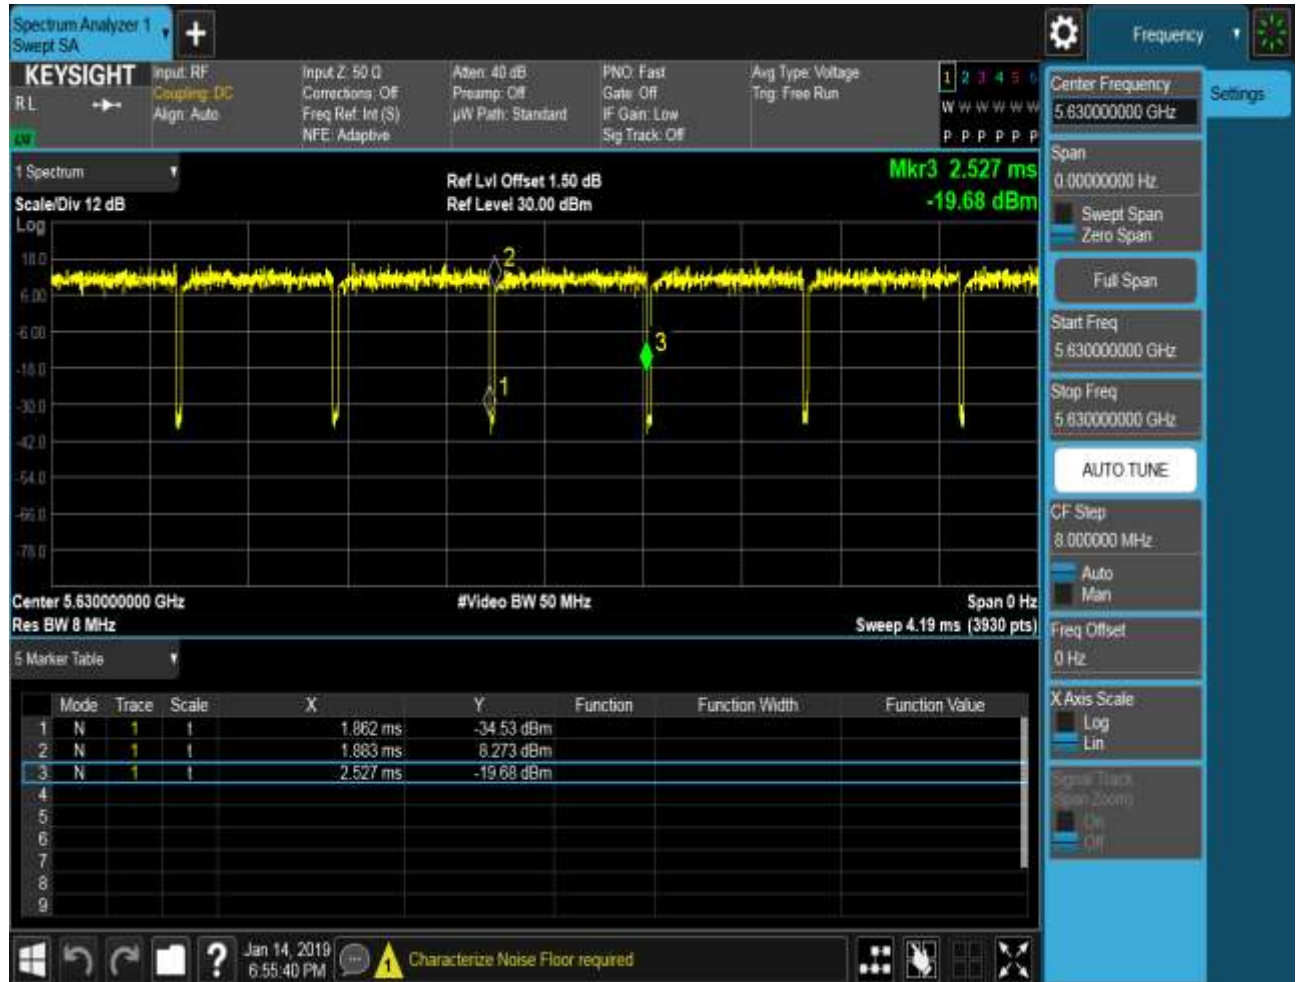 Spectrum Analyzer 1
Swept SA
Frequency
KEYSIGHT
R L
Input: RF
Coupling: DC
Align: Auto
Input Z: 50 Ω
Corrections: Off
Freq Ref: Int (S)
NFE: Adaptive
Atten: 40 dB
Preamp: Off
µW Path: Standard
PNO: Fast
Gate: Off
IF Gain: Low
Sig Track: Off
Avg Type: Voltage
Trig: Free Run
1 2 3 4 5 6
W W W W W W
P P P P P P
1 Spectrum
Scale/Div 12 dB
Log
Ref Lvl Offset 1.50 dB
Ref Level 30.00 dBm
Mkr3 2.527 ms
-19.68 dBm
18.0
6.00
-6.00
-18.0
-30.0
-42.0
-54.0
-66.0
-78.0
2
3
1
Center 5.630000000 GHz
#Video BW 50 MHz
Span 0 Hz
Res BW 8 MHz
Sweep 4.19 ms (3930 pts)
5 Marker Table
Mode Trace Scale X Y Function Function Width Function Value
1 N 1 t 1.862 ms -34.53 dBm
2 N 1 t 1.883 ms 8.273 dBm
3 N 1 t 2.527 ms -19.68 dBm
4
5
6
7
8
9
Jan 14, 2019
6:55:40 PM
?
1
Characterize Noise Floor required
Center Frequency
5.630000000 GHz
Settings
Span
0.00000000 Hz
Swept Span
Zero Span
Full Span
Start Freq
5.630000000 GHz
Stop Freq
5.630000000 GHz
AUTO TUNE
CF Step
8.000000 MHz
Auto
Man
Freq Offset
0 Hz
X Axis Scale
Log
Lin
Signal Track
(Span Zoom)
On
Off